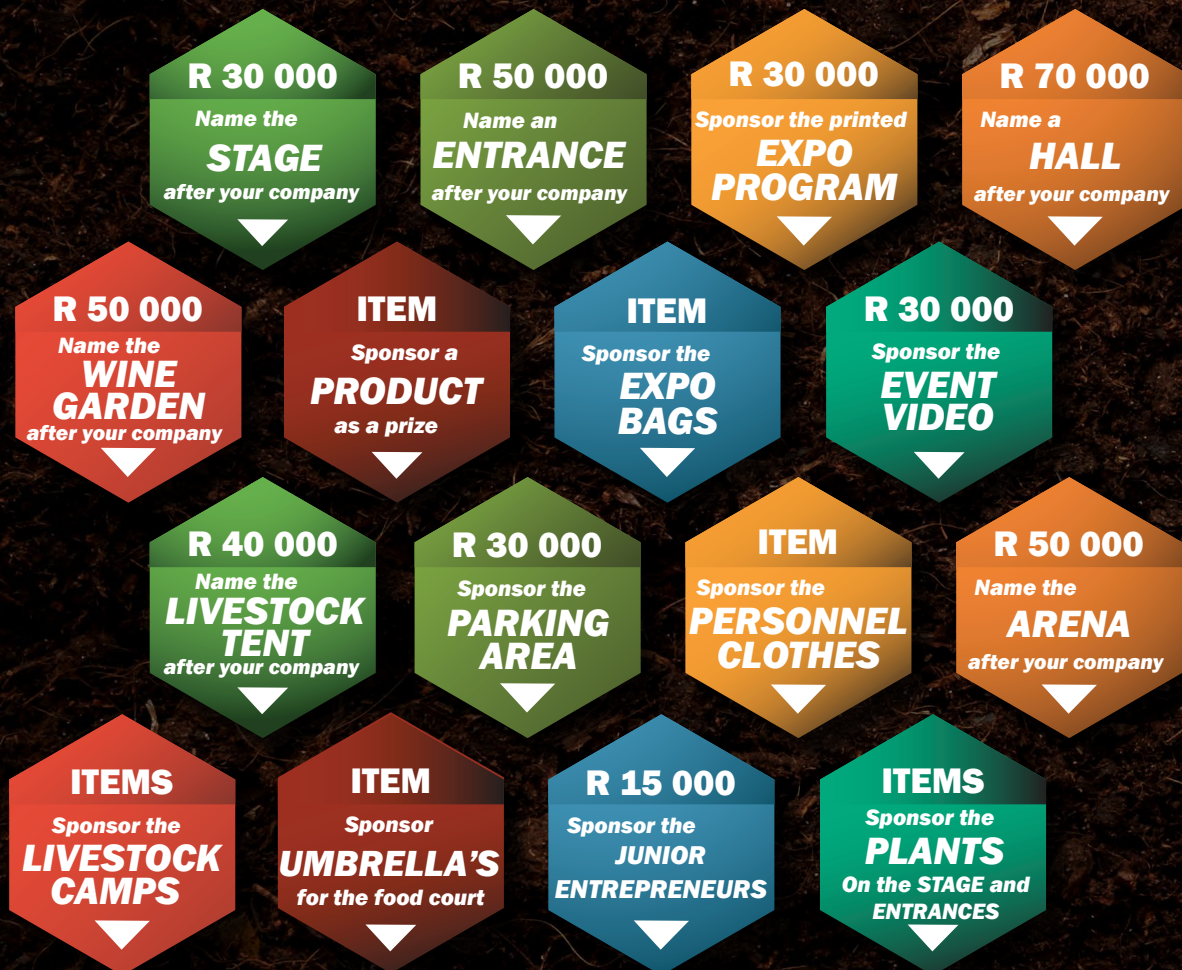 R 30 000
Name the
STAGE
after your company
R 50 000
Name an
ENTRANCE
after your company
R 30 000
Sponsor the printed
EXPO
PROGRAM
R 70 000
Name a
HALL
after your company
R 50 000
Name the
WINE
GARDEN
after your company
ITEM
Sponsor a
PRODUCT
as a prize
ITEM
Sponsor the
EXPO
BAGS
R 30 000
Sponsor the
EVENT
VIDEO
R 40 000
Name the
LIVESTOCK
TENT
after your company
R 30 000
Sponsor the
PARKING
AREA
ITEM
Sponsor the
PERSONNEL
CLOTHES
R 50 000
Name the
ARENA
after your company
ITEMS
Sponsor the
LIVESTOCK
CAMPS
ITEM
Sponsor
UMBRELLA'S
for the food court
R 15 000
Sponsor the
JUNIOR
ENTREPRENEURS
ITEMS
Sponsor the
PLANTS
On the STAGE and
ENTRANCES